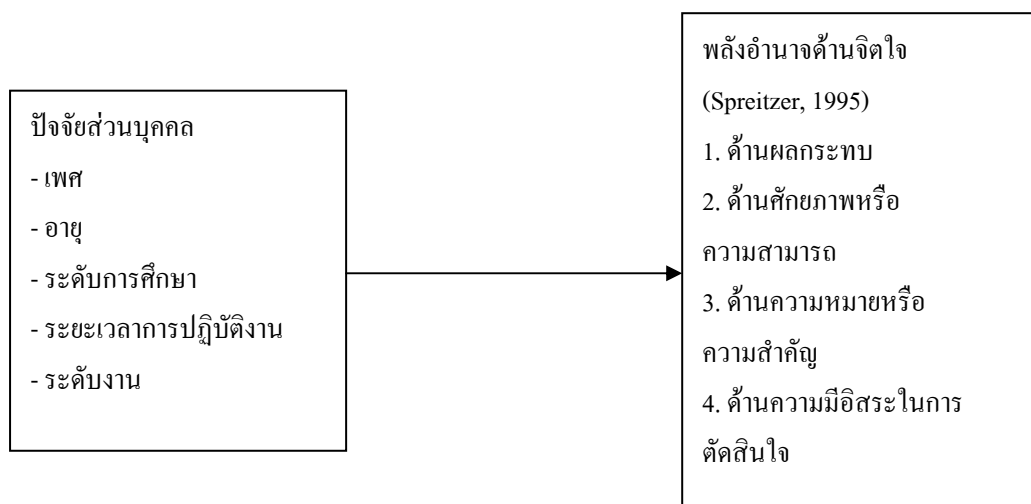 ปัจจัยส่วนบุคคล
- เพศ
- อายุ
- ระดับการศึกษา
- ระยะเวลาการปฏิบัติงาน
- ระดับงาน
พลังอำนาจด้านจิตใจ
(Spreitzer, 1995)
1. ด้านผลกระทบ
2. ด้านศักยภาพหรือ
ความสามารถ
3. ด้านความหมายหรือ
ความสำคัญ
4. ด้านความมีอิสระในการ
ตัดสินใจ